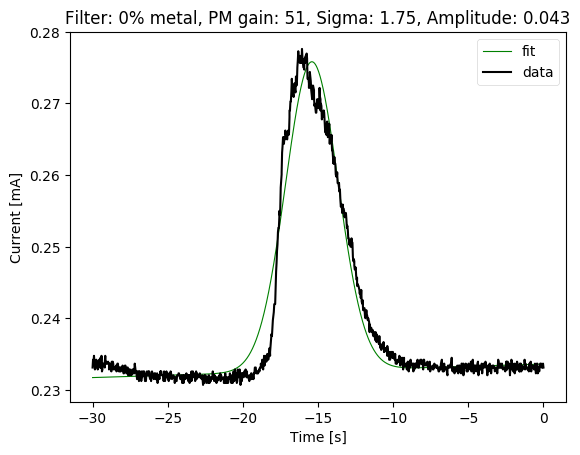 Filter: 0% metal, PM gain: 51, Sigma: 1.75, Amplitude: 0.043
0.28
fit
data
0.27
0.26
Current [mA]
0.25
0.24
0.23
−30
−25
−20
−15
−10
−5
0
Time [s]